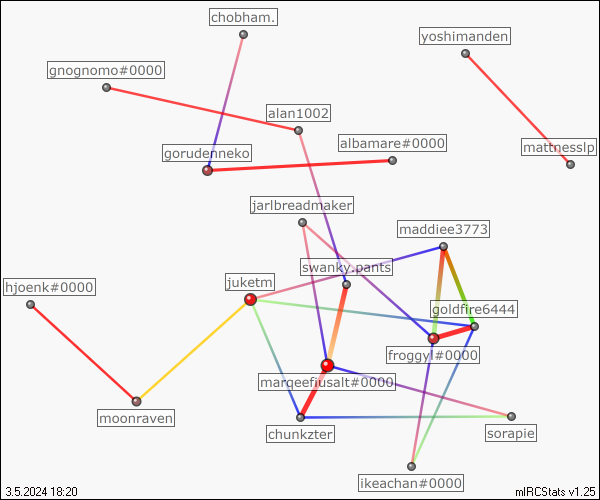 chobham.
yoshimanden
gnognomo#0000
alan1002
albamare#0000
mattnesslp
gorudenneko
jarlbreadmaker
maddiee3773
swanky.pants
juketm
hjoenk#0000
goldfire6444
froggyl#0000
marqeefiusalt#0000
moonraven
chunkzter
sorapie
ikeachan#0000
3.5.2024 18:20
mIRCStats v1.25